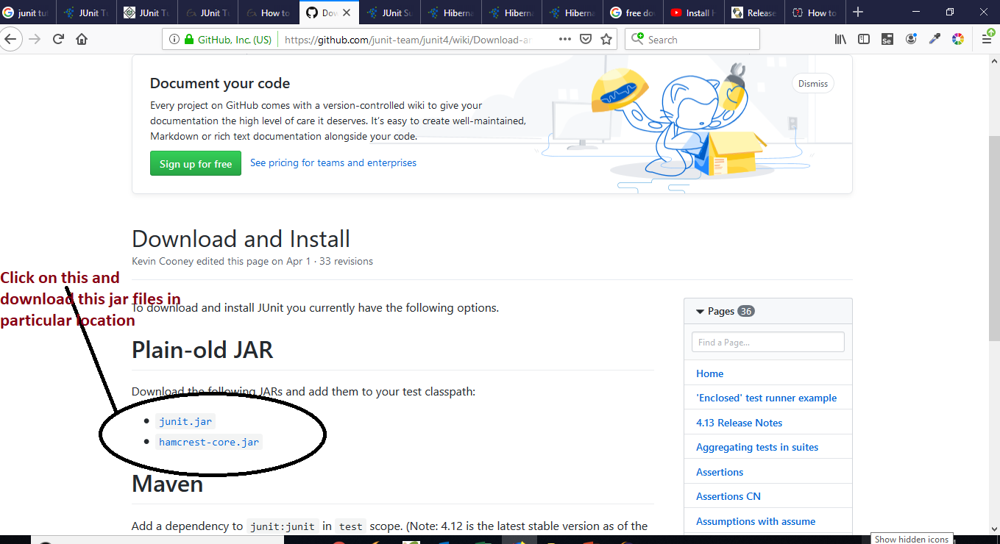 junit tut
JUnit Tu
JUnit Tu
JUnit Tu
How to
Dow
JUnit Su
Hiberna
Hiberna
Hiberna
free dov
Install H
Release
How to
GitHub, Inc. (US)
https://github.com/junit-team/junit4/wiki/Download-an
Search
Document your code
Dismiss
Every project on GitHub comes with a version-controlled wiki to give your
documentation the high level of care it deserves. It’s easy to create well-maintained,
Markdown or rich text documentation alongside your code.
Sign up for free
See pricing for teams and enterprises
Download and Install
Kevin Cooney edited this page on Apr 1 · 33 revisions
Click on this and
download this jar files in
particular location
To download and install JUnit you currently have the following options.
Plain-old JAR
Download the following JARs and add them to your test classpath:
junit.jar
hamcrest-core.jar
Maven
Add a dependency to junit:junit in test scope. (Note: 4.12 is the latest stable version as of the
Pages 36
Find a Page...
Home
'Enclosed' test runner example
4.13 Release Notes
Aggregating tests in suites
Assertions
Assertions CN
Assumptions with assume
Show hidden icons